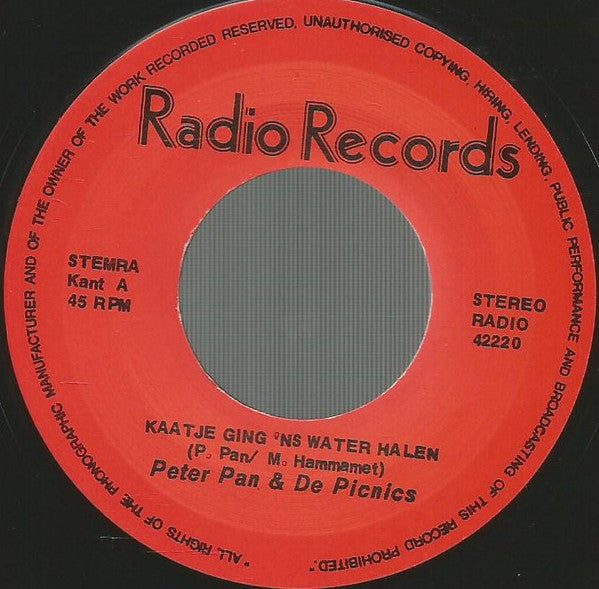 "ALL RIGHTS OF THE PHONOGRAPHIC MANUFACTURER AND OF THE OWNER OF THE WORK RECORDED RESERVED. UNAUTHORISED COPYING, HIRING, LENDING, PUBLIC PERFORMANCE AND BROADCASTING OF THIS RECORD PROHIBITED."
Radio Records
STEMRA
Kant A
45 RPM
STEREO
RADIO
42220
KAATJE GING 'NS WATER HALEN
(P. Pan/ M. Hammamet)
Peter Pan & De Picnics